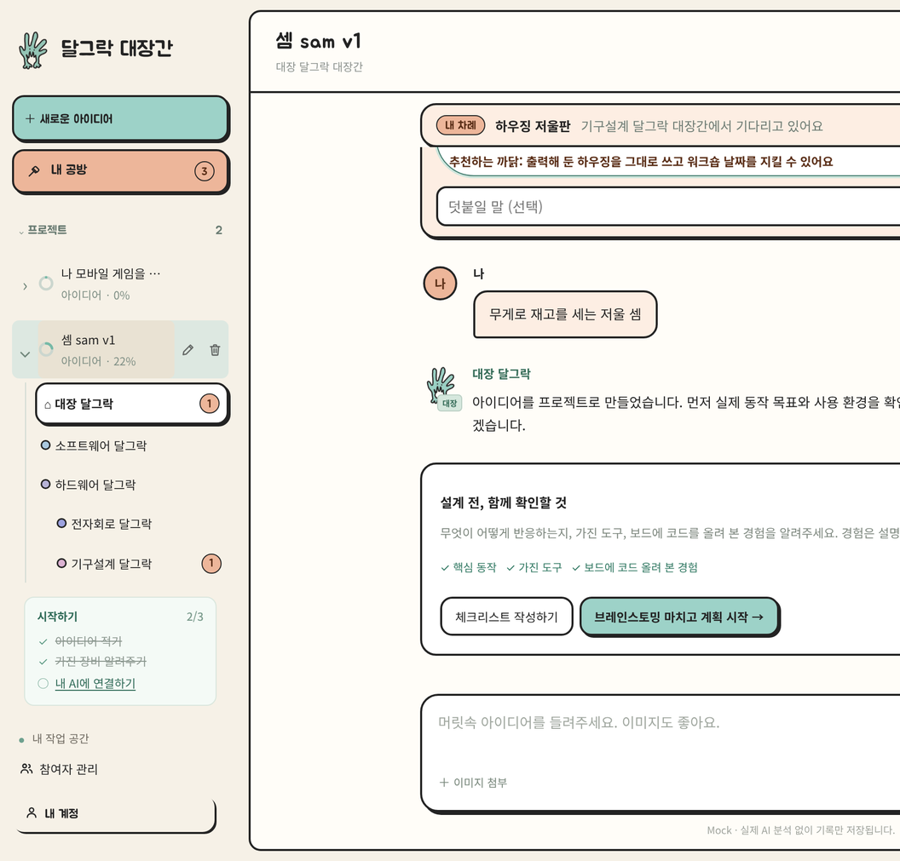 달그락 대장간
+ 새로운 아이디어
내 공방 3
프로젝트 2
나 모바일 게임을 ...
아이디어 · 0%
셈 sam v1
아이디어 · 22%
대장 달그락 1
소프트웨어 달그락
하드웨어 달그락
전자회로 달그락
기구설계 달그락 1
시작하기 2/3
아이디어 적기
가진 장비 알려주기
내 AI에 연결하기
내 작업 공간
참여자 관리
내 계정
셈 sam v1
대장 달그락 대장간
내 차례 하우징 저울판 기구설계 달그락 대장간에서 기다리고 있어요
추천하는 까닭: 출력해 둔 하우징을 그대로 쓰고 워크숍 날짜를 지킬 수 있어요
덧붙일 말 (선택)
나 나
무게로 재고를 세는 저울 셈
대장 달그락
대장
아이디어를 프로젝트로 만들었습니다. 먼저 실제 동작 목표와 사용 환경을 확인
겠습니다.
설계 전, 함께 확인할 것
무엇이 어떻게 반응하는지, 가진 도구, 보드에 코드를 올려 본 경험을 알려주세요. 경험은 설명
✓ 핵심 동작 ✓ 가진 도구 ✓ 보드에 코드 올려 본 경험
체크리스트 작성하기 브레인스토밍 마치고 계획 시작 →
머릿속 아이디어를 들려주세요. 이미지도 좋아요.
+ 이미지 첨부
Mock · 실제 AI 분석 없이 기록만 저장됩니다.